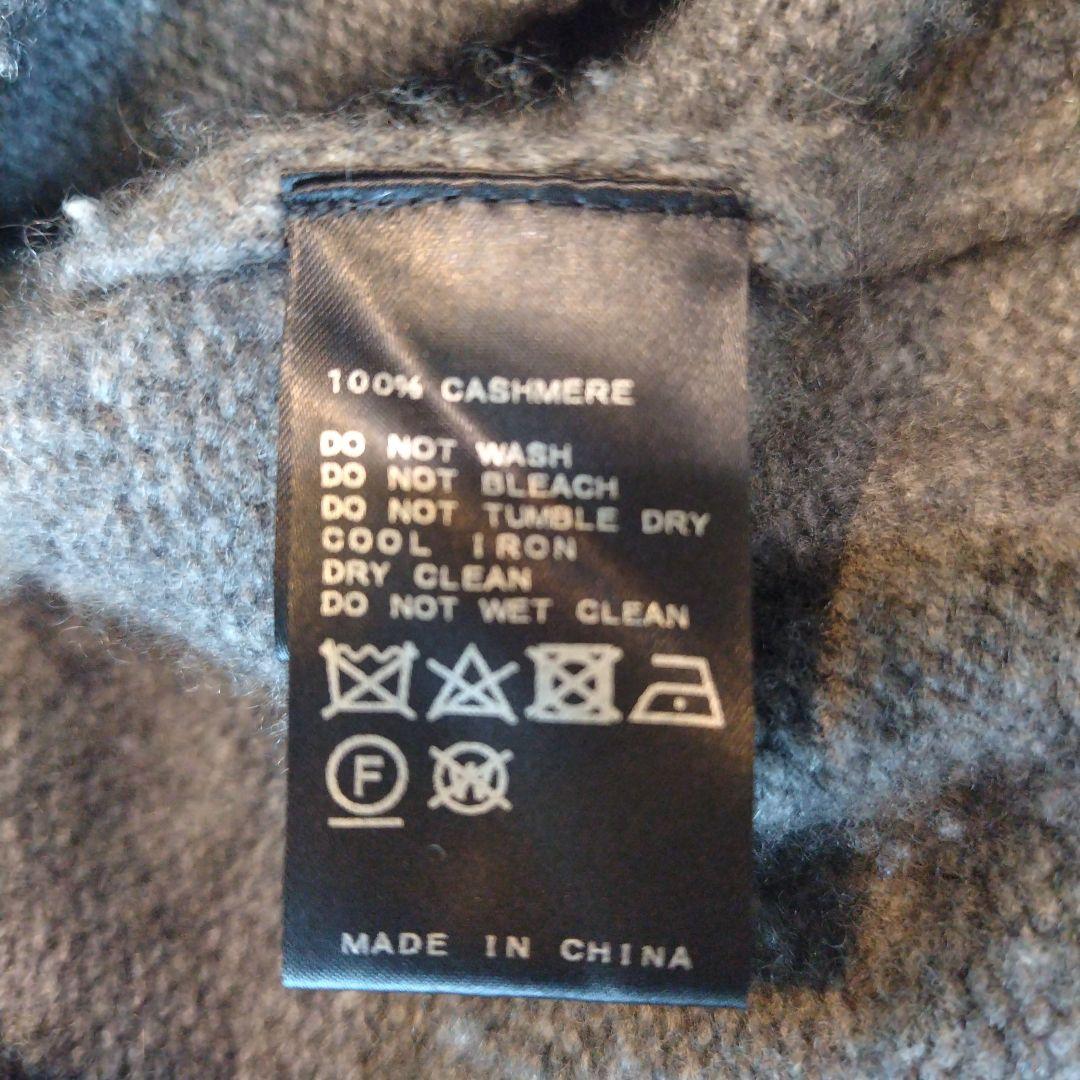 100% CASHMERE
DO NOT WASH
DO NOT BLEACH
DO NOT TUMBLE DRY
COOL IRON
DRY CLEAN
DO NOT WET CLEAN
F
W
MADE IN CHINA